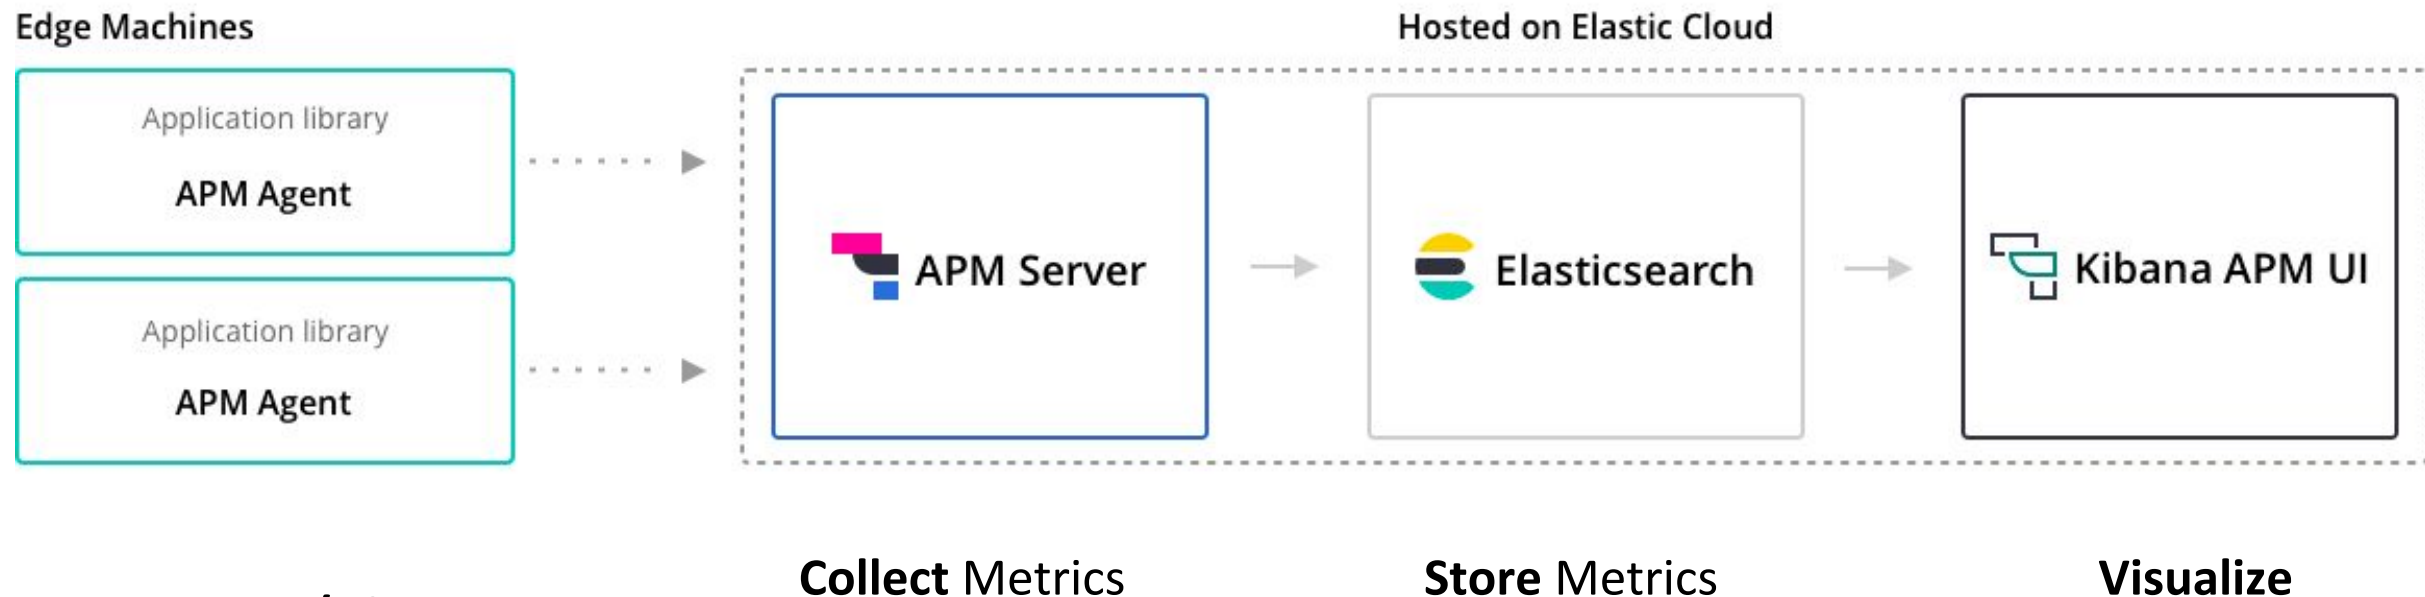 Edge Machines
Hosted on Elastic Cloud
Application library
APM Agent
Application library
APM Agent
APM Server
Elasticsearch
Kibana APM UI
Collect Metrics
Store Metrics
Visualize